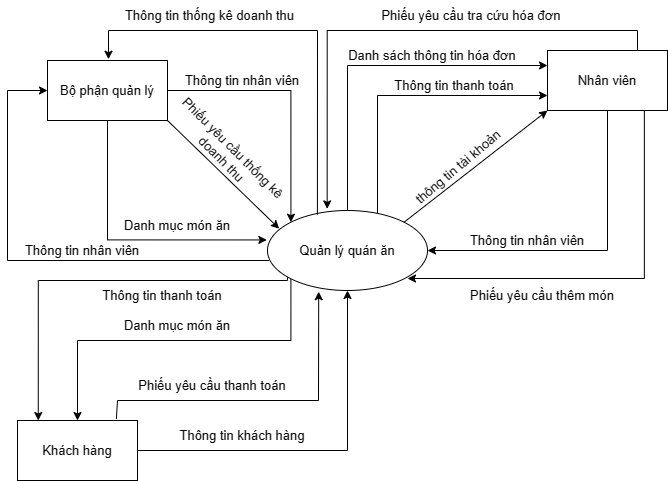 Thông tin thống kê doanh thu
Phiếu yêu cầu tra cứu hóa đơn
Danh sách thông tin hóa đơn
Bộ phận quản lý
Thông tin nhân viên
Thông tin thanh toán
Nhân viên
Phiếu yêu cầu thống kê
doanh thu
thông tin tài khoản
Danh mục món ăn
Thông tin nhân viên
Quản lý quán ăn
Thông tin nhân viên
Thông tin thanh toán
Phiếu yêu cầu thêm món
Danh mục món ăn
Phiếu yêu cầu thanh toán
Thông tin khách hàng
Khách hàng